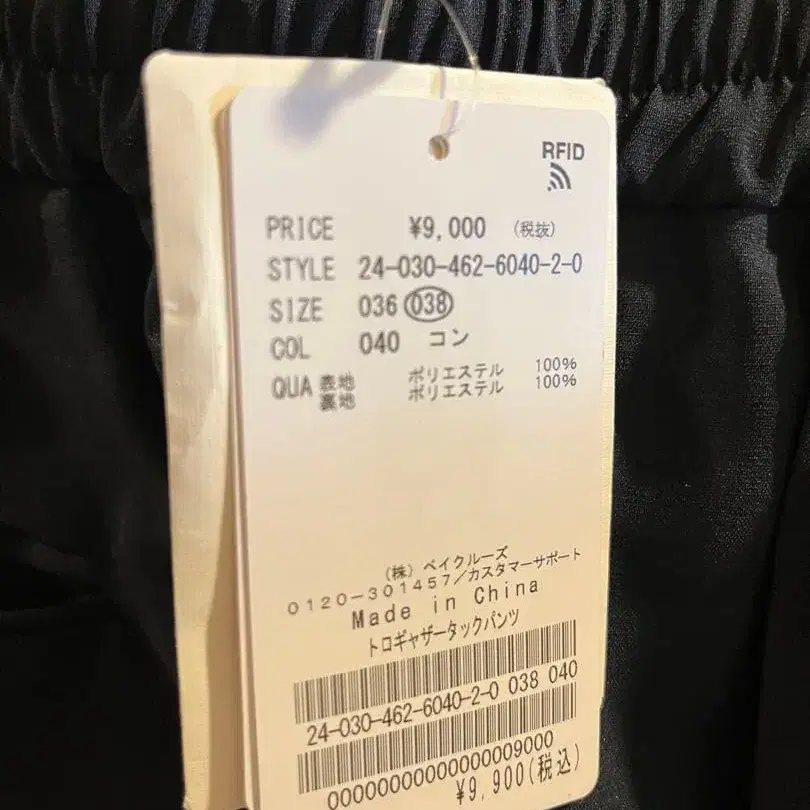 RFID
PRICE ¥9,000 (税抜)
STYLE 24-030-462-6040-2-0
SIZE 036 038
COL 040 コン
QUA 表地 ポリエステル 100%
裏地 ポリエステル 100%
(株) ベイクルーズ
0120-301457/カスタマーサポート
Made in China
トロギャザータックパンツ
24-030-462-6040-2-0 038 040
00000000000000000009000
¥9,900(税込)